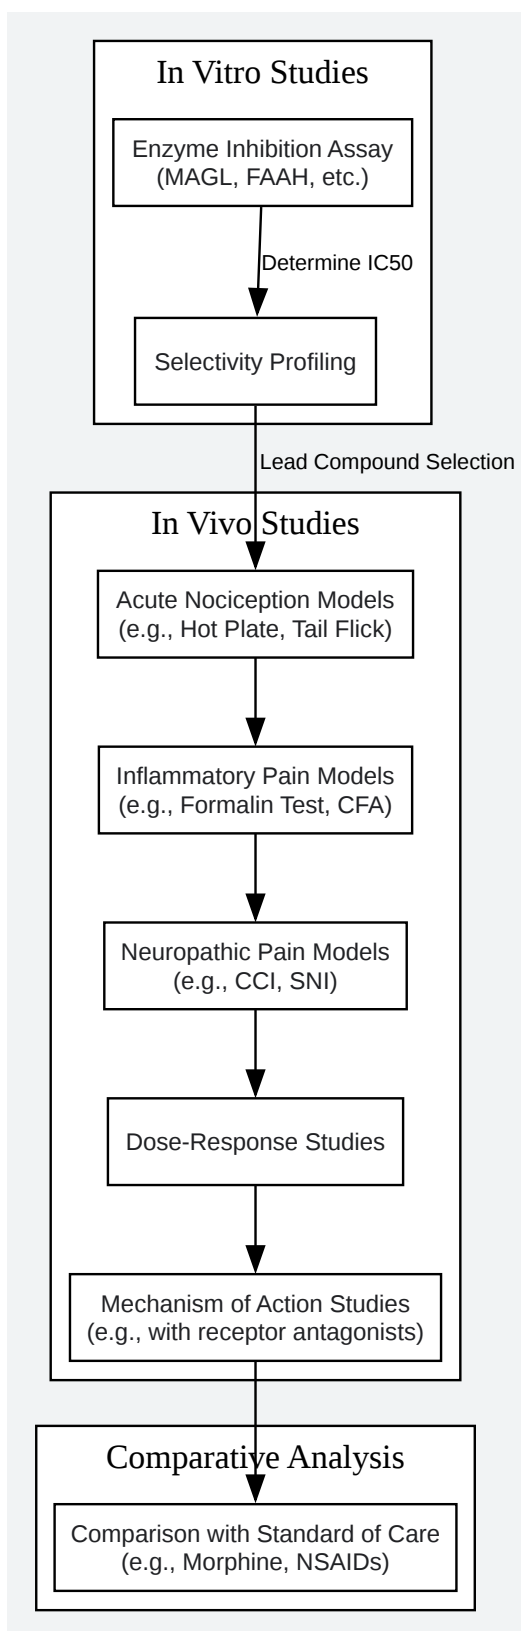 In Vitro Studies
Enzyme Inhibition Assay
(MAGL, FAAH, etc.)
Determine IC50
Selectivity Profiling
Lead Compound Selection
In Vivo Studies
Acute Nociception Models
(e.g., Hot Plate, Tail Flick)
Inflammatory Pain Models
(e.g., Formalin Test, CFA)
Neuropathic Pain Models
(e.g., CCI, SNI)
Dose-Response Studies
Mechanism of Action Studies
(e.g., with receptor antagonists)
Comparative Analysis
Comparison with Standard of Care
(e.g., Morphine, NSAIDs)